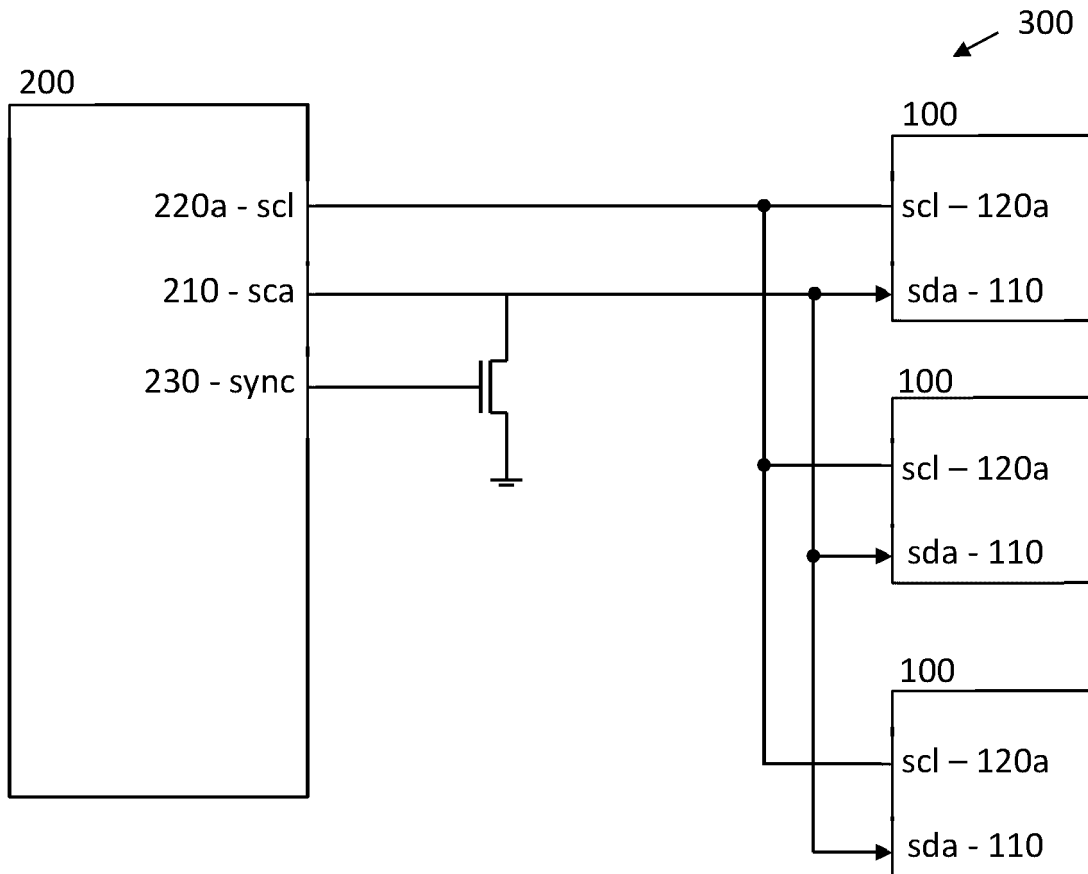 300
200
100
220a - scl
scl – 120a
210 - sca
sda - 110
230 - sync
100
scl – 120a
sda - 110
100
scl – 120a
sda - 110